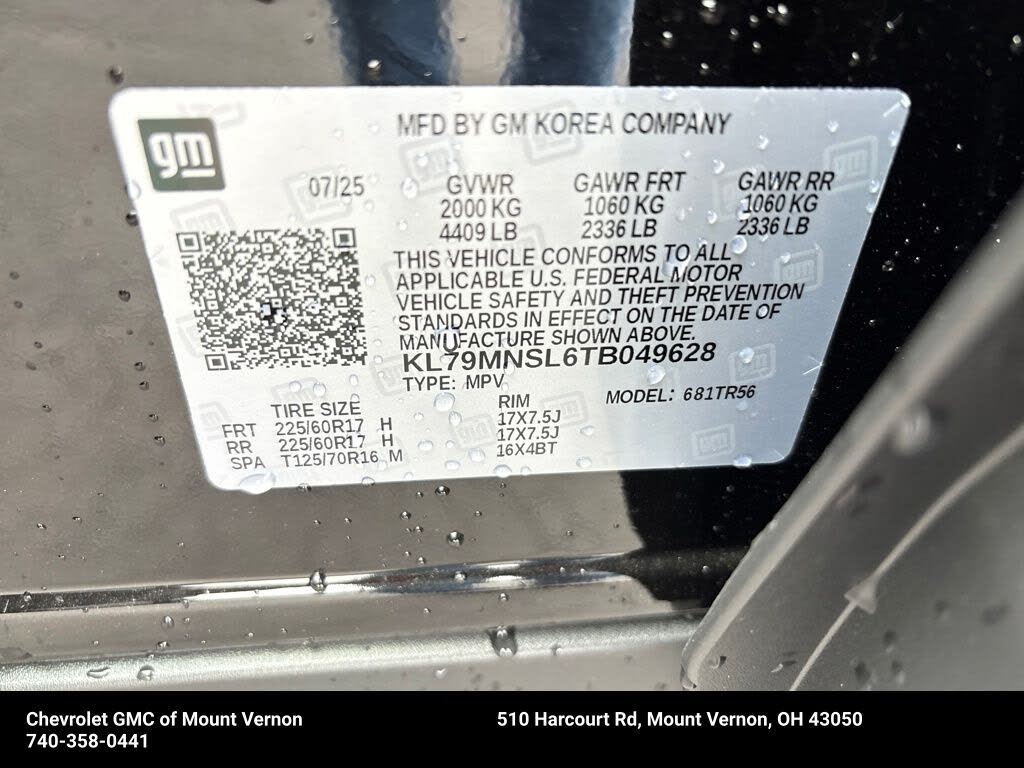 gm
MFD BY GM KOREA COMPANY
07/25
GVWR
2000 KG
4409 LB
GAWR FRT
1060 KG
2336 LB
GAWR RR
1060 KG
2336 LB
THIS VEHICLE CONFORMS TO ALL
APPLICABLE U.S. FEDERAL MOTOR
VEHICLE SAFETY AND THEFT PREVENTION
STANDARDS IN EFFECT ON THE DATE OF
MANUFACTURE SHOWN ABOVE.
KL79MNSL6TB049628
TYPE: MPV
MODEL: 681TR56
TIRE SIZE RIM
FRT 225/60R17 H 17X7.5J
RR 225/60R17 H 17X7.5J
SPA T125/70R16 M 16X4BT
Chevrolet GMC of Mount Vernon
740-358-0441
510 Harcourt Rd, Mount Vernon, OH 43050